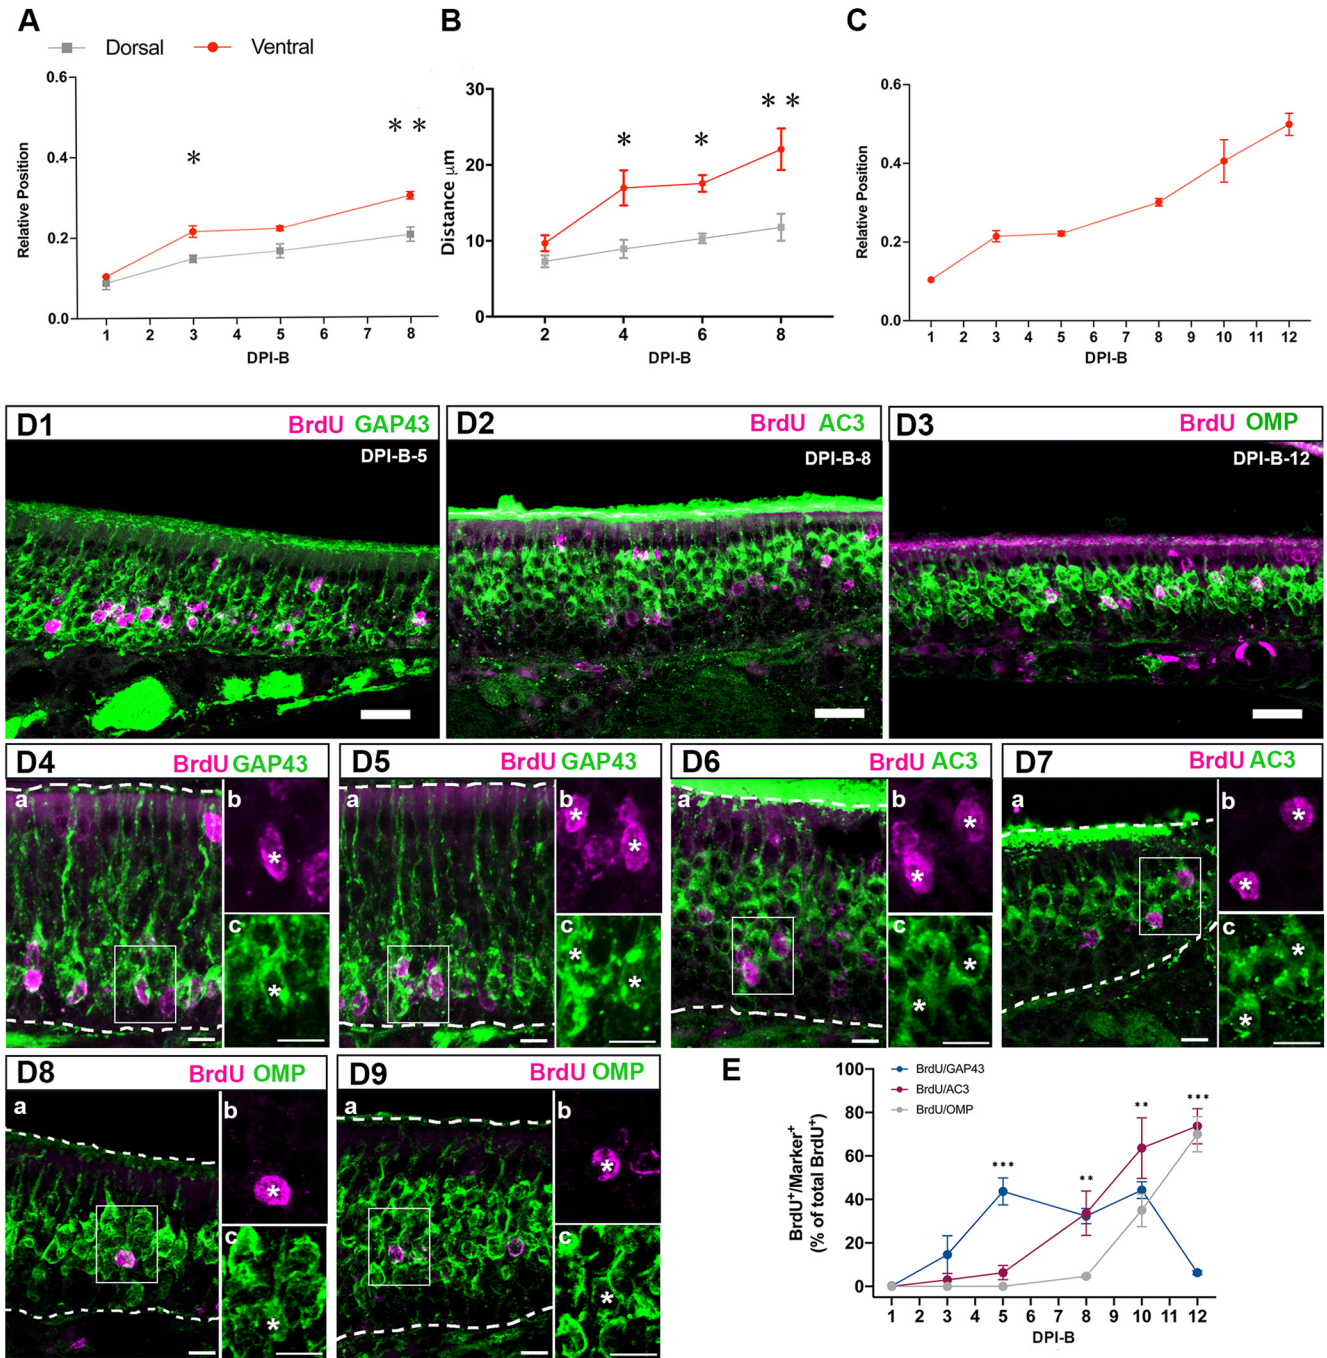 A
B
C
Dorsal Ventral
0.6
0.4
0.2
0.0
Relative Position
*
* *
1 2 3 4 5 6 7 8
DPI-B
30
20
10
0
Distance μm
*
*
* *
2 4 6 8
DPI-B
0.6
0.4
0.2
0.0
Relative Position
1 2 3 4 5 6 7 8 9 10 11 12
DPI-B
D1 BrdU GAP43
DPI-B-5
D2 BrdU AC3
DPI-B-8
D3 BrdU OMP
DPI-B-12
D4 BrdU GAP43
a
b
*
c
*
D5 BrdU GAP43
a
b
* *
c
* *
D6 BrdU AC3
a
b
* *
c
* *
D7 BrdU AC3
a
b
* *
c
* *
D8 BrdU OMP
a
b
*
c
*
D9 BrdU OMP
a
b
*
c
*
E
BrdU/GAP43
BrdU/AC3
BrdU/OMP
100
80
60
40
20
0
BrdU⁺/Marker⁺
(% of total BrdU⁺)
***
**
**
***
1 2 3 4 5 6 7 8 9 10 11 12
DPI-B